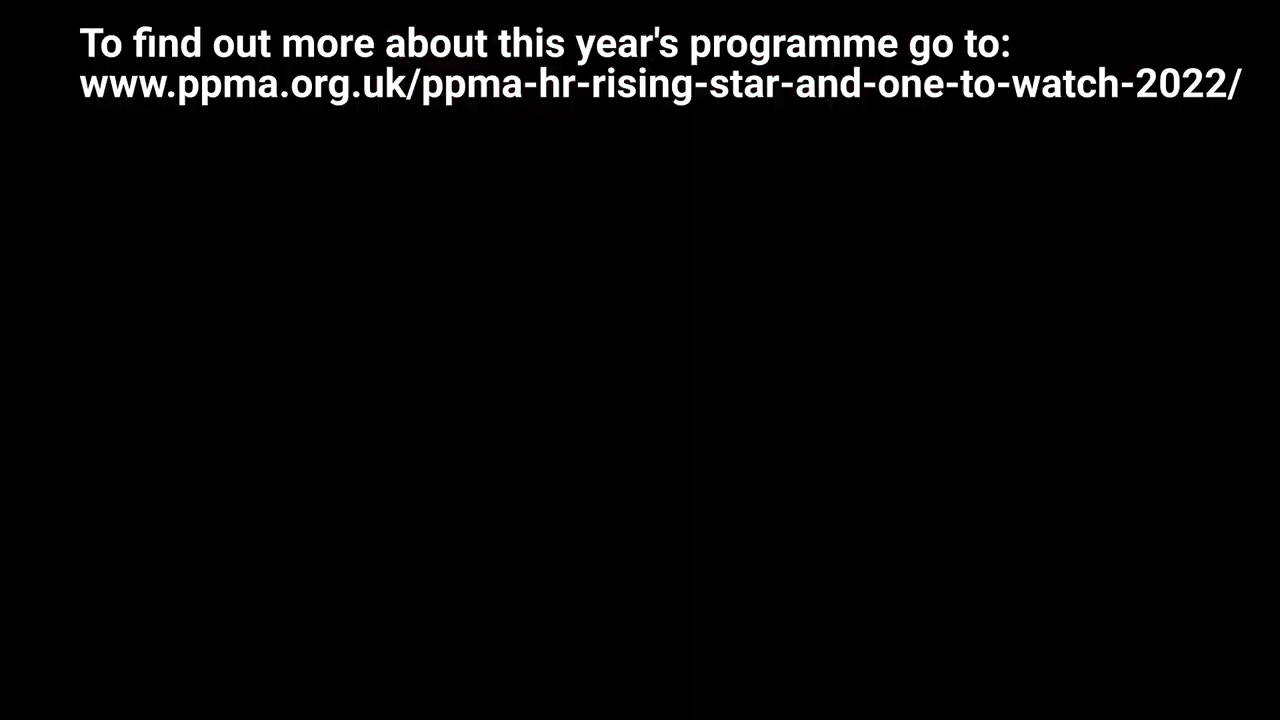 To find out more about this year's programme go to:
www.ppma.org.uk/ppma-hr-rising-star-and-one-to-watch-2022/